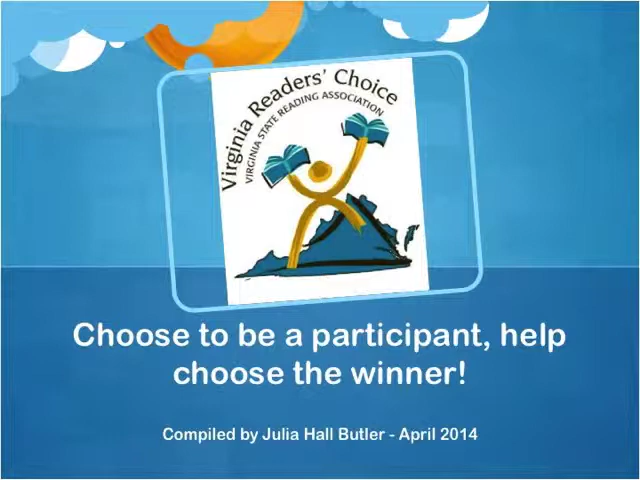 Virginia Readers' Choice
VIRGINIA STATE READING ASSOCIATION
Choose to be a participant, help
choose the winner!
Compiled by Julia Hall Butler - April 2014